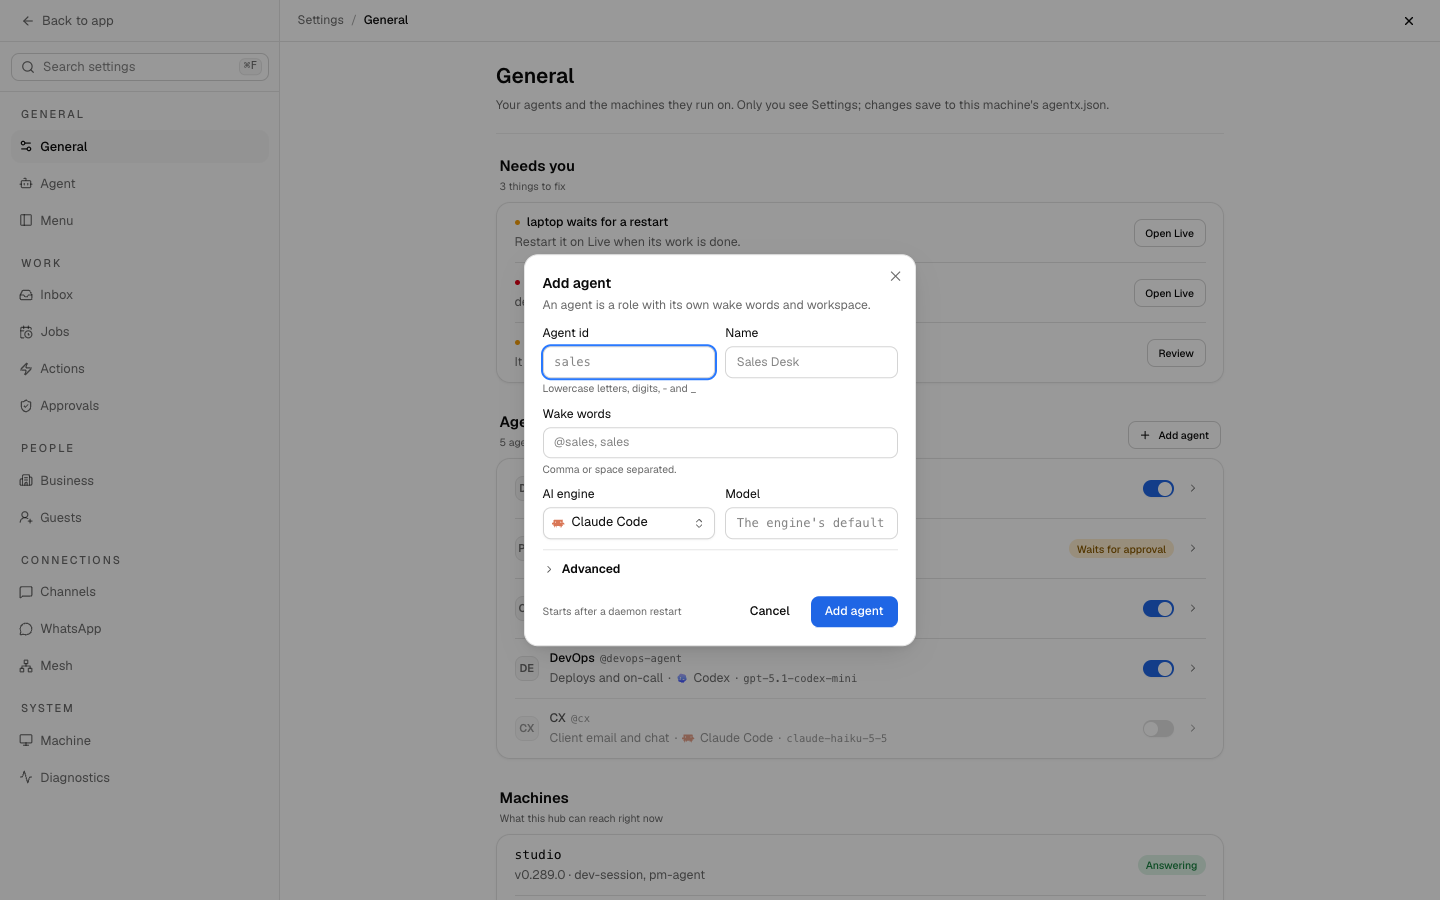 Back to app
Settings / General
Search settings
⌘F
GENERAL
General
Agent
Menu
WORK
Inbox
Jobs
Actions
Approvals
PEOPLE
Business
Guests
CONNECTIONS
Channels
WhatsApp
Mesh
SYSTEM
Machine
Diagnostics
General
Your agents and the machines they run on. Only you see Settings; changes save to this machine's agentx.json.
Needs you
3 things to fix
laptop waits for a restart
Restart it on Live when its work is done.
Open Live
Open Live
It
Review
Add agent
Waits for approval
Add agent
An agent is a role with its own wake words and workspace.
Agent id
Name
sales
Sales Desk
Lowercase letters, digits, - and _
Wake words
@sales, sales
Comma or space separated.
AI engine
Model
Claude Code
The engine's default
Advanced
Starts after a daemon restart
Cancel
Add agent
DE
DevOps @devops-agent
Deploys and on-call · Codex · gpt-5.1-codex-mini
CX
CX @cx
Client email and chat · Claude Code · claude-haiku-5-5
Machines
What this hub can reach right now
studio
v0.289.0 · dev-session, pm-agent
Answering